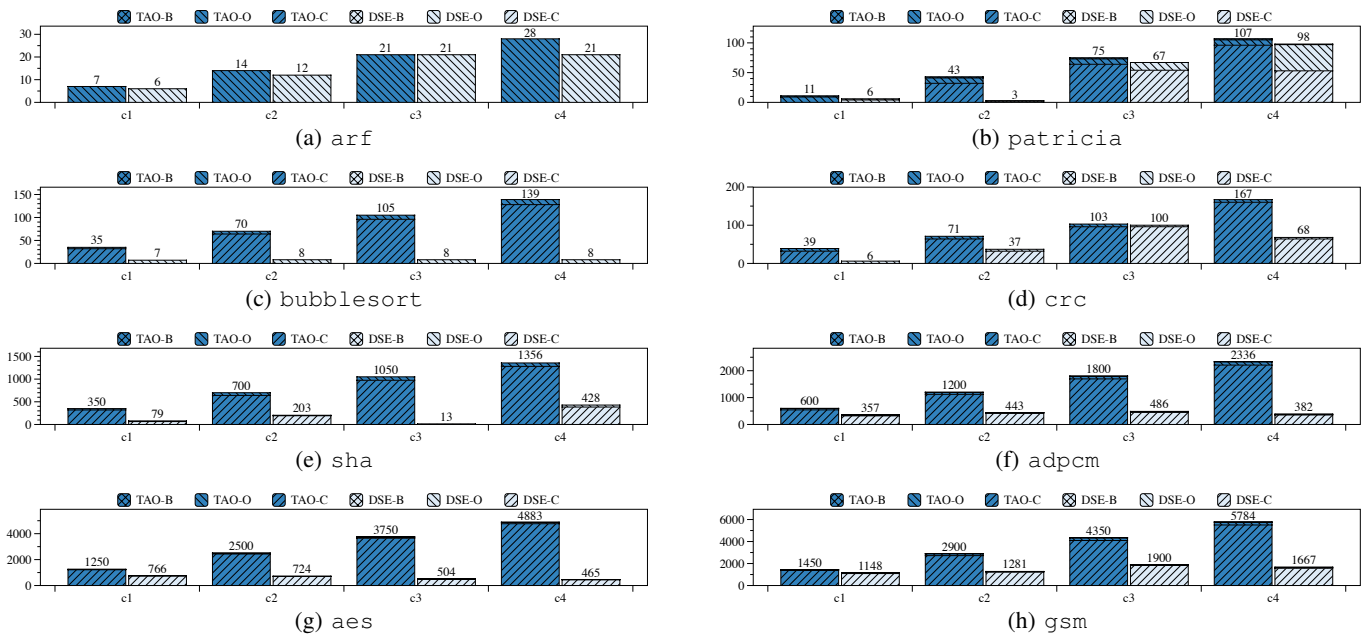 TAO-B TAO-O TAO-C DSE-B DSE-O DSE-C
30
20
10
0
7 6 14 12 21 21 28 21
c1 c2 c3 c4
(a) arf
TAO-B TAO-O TAO-C DSE-B DSE-O DSE-C
100
50
0
11 6 43 3 75 67 107 98
c1 c2 c3 c4
(b) patricia
TAO-B TAO-O TAO-C DSE-B DSE-O DSE-C
150
100
50
0
35 7 70 8 105 8 139 8
c1 c2 c3 c4
(c) bubblesort
TAO-B TAO-O TAO-C DSE-B DSE-O DSE-C
200
100
0
39 6 71 37 103 100 167 68
c1 c2 c3 c4
(d) crc
TAO-B TAO-O TAO-C DSE-B DSE-O DSE-C
1500
1000
500
0
350 79 700 203 1050 13 1356 428
c1 c2 c3 c4
(e) sha
TAO-B TAO-O TAO-C DSE-B DSE-O DSE-C
2000
1000
0
600 357 1200 443 1800 486 2336 382
c1 c2 c3 c4
(f) adpcm
TAO-B TAO-O TAO-C DSE-B DSE-O DSE-C
4000
2000
0
1250 766 2500 724 3750 504 4883 465
c1 c2 c3 c4
(g) aes
TAO-B TAO-O TAO-C DSE-B DSE-O DSE-C
6000
4000
2000
0
1450 1148 2900 1281 4350 1900 5784 1667
c1 c2 c3 c4
(h) gsm